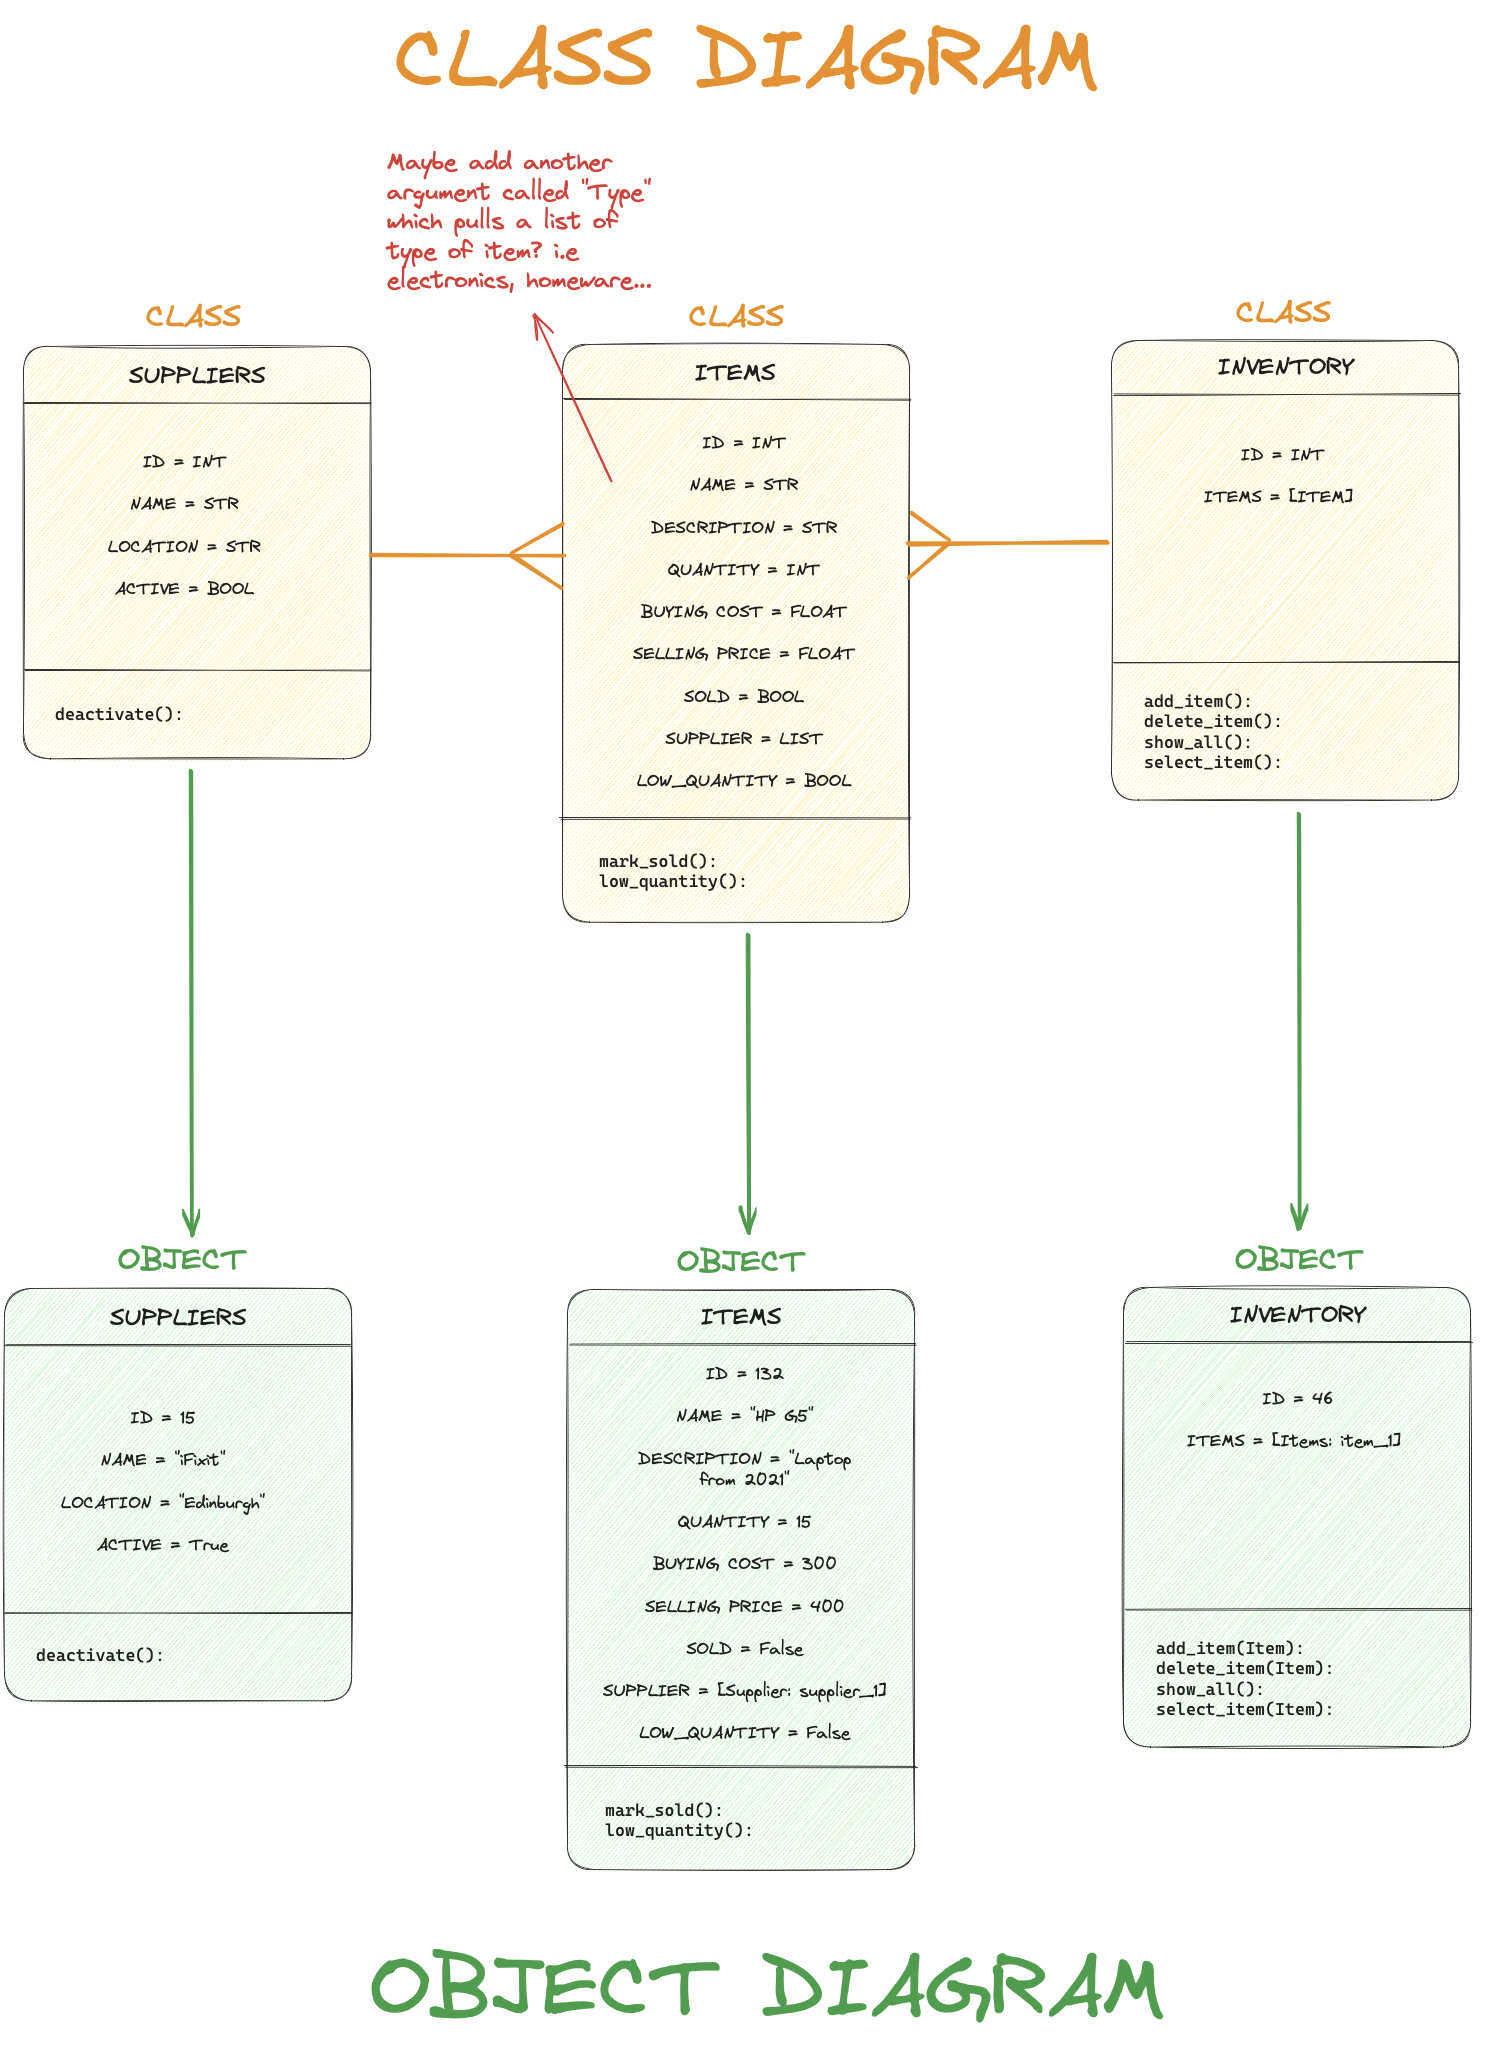 CLASS DIAGRAM
Maybe add another
argument called "Type"
which pulls a list of
type of item? i.e
electronics, homeware...
CLASS
SUPPLIERS
ID = INT
NAME = STR
LOCATION = STR
ACTIVE = BOOL
deactivate():
CLASS
ITEMS
ID = INT
NAME = STR
DESCRIPTION = STR
QUANTITY = INT
BUYING COST = FLOAT
SELLING PRICE = FLOAT
SOLD = BOOL
SUPPLIER = LIST
LOW_QUANTITY = BOOL
mark_sold():
low_quantity():
CLASS
INVENTORY
ID = INT
ITEMS = [ITEM]
add_item():
delete_item():
show_all():
select_item():
OBJECT
SUPPLIERS
ID = 15
NAME = "iFixit"
LOCATION = "Edinburgh"
ACTIVE = True
deactivate():
OBJECT
ITEMS
ID = 132
NAME = "HP G5"
DESCRIPTION = "Laptop
from 2021"
QUANTITY = 15
BUYING COST = 300
SELLING PRICE = 400
SOLD = False
SUPPLIER = [Supplier: supplier_1]
LOW_QUANTITY = False
mark_sold():
low_quantity():
OBJECT
INVENTORY
ID = 46
ITEMS = [Items: item_1]
add_item(Item):
delete_item(Item):
show_all():
select_item(Item):
OBJECT DIAGRAM